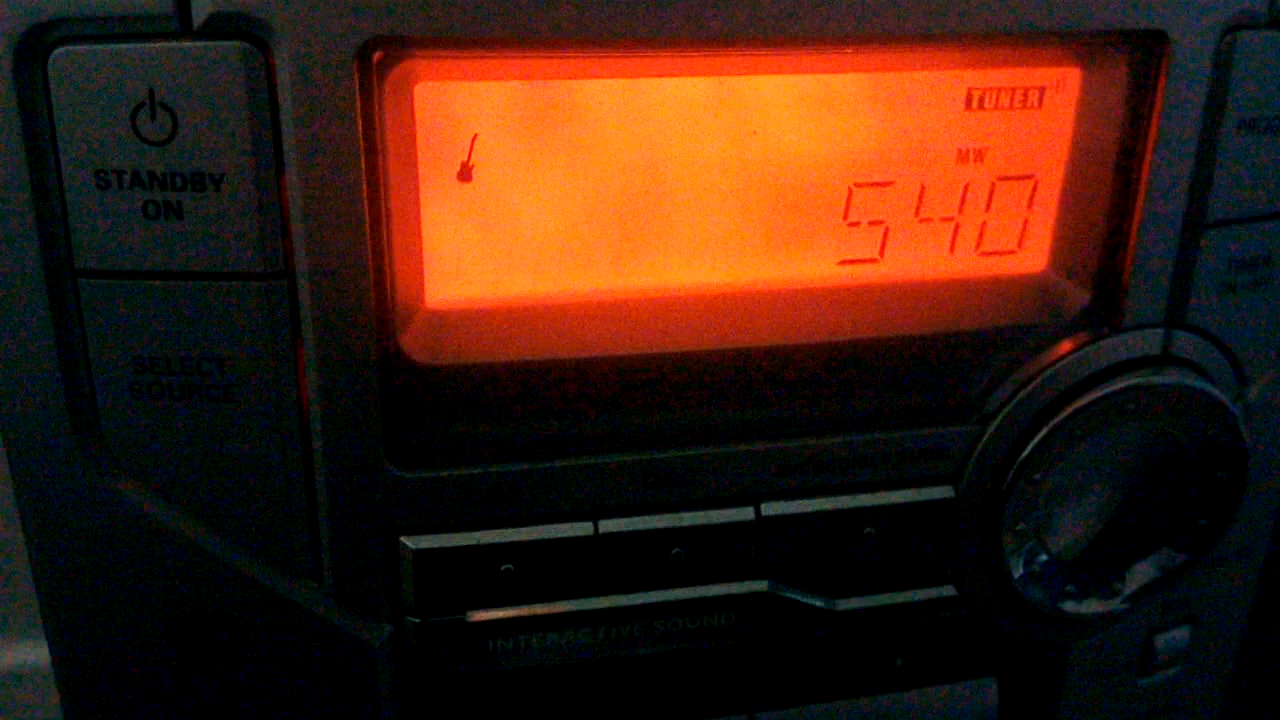 STANDBY
ON
SELECT
SOURCE
TUNER
MW
540
INTERACTIVE SOUND